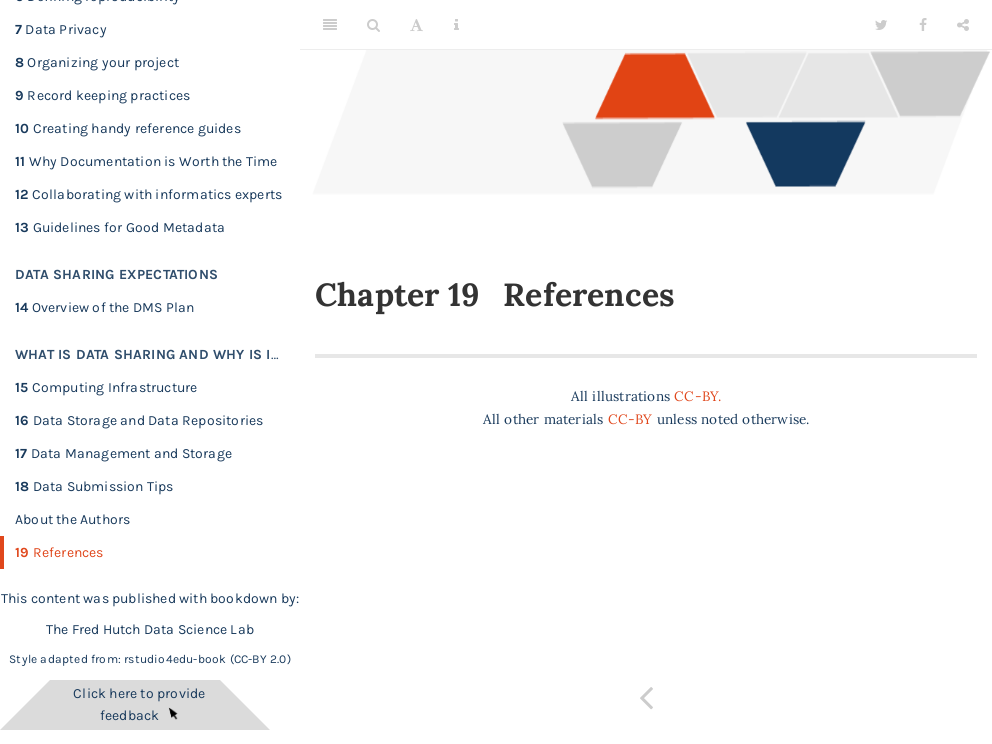 7 Data Privacy
8 Organizing your project
9 Record keeping practices
10 Creating handy reference guides
11 Why Documentation is Worth the Time
12 Collaborating with informatics experts
13 Guidelines for Good Metadata
DATA SHARING EXPECTATIONS
14 Overview of the DMS Plan
WHAT IS DATA SHARING AND WHY IS I...
15 Computing Infrastructure
16 Data Storage and Data Repositories
17 Data Management and Storage
18 Data Submission Tips
About the Authors
19 References
This content was published with bookdown by:
The Fred Hutch Data Science Lab
Style adapted from: rstudio4edu-book (CC-BY 2.0)
Click here to provide
feedback
Chapter 19 References
All illustrations CC-BY.
All other materials CC-BY unless noted otherwise.